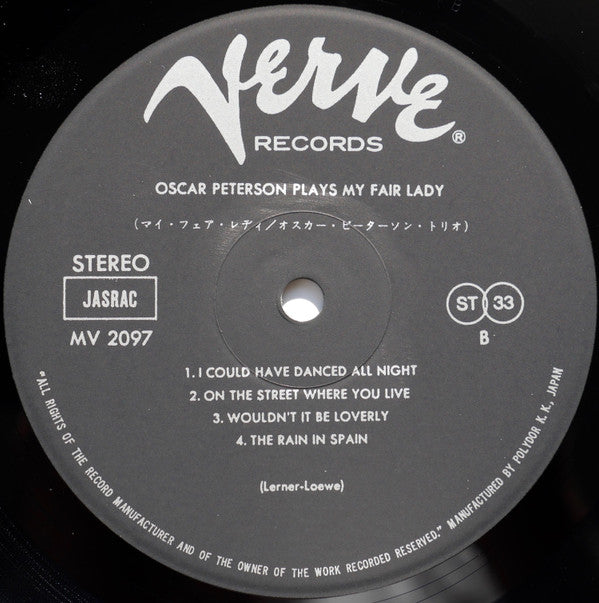 Verve
RECORDS
®
OSCAR PETERSON PLAYS MY FAIR LADY
(マイ・フェア・レディ/オスカー・ピーターソン・トリオ)
STEREO
JASRAC
MV 2097
ST 33
B
1. I COULD HAVE DANCED ALL NIGHT
2. ON THE STREET WHERE YOU LIVE
3. WOULDN'T IT BE LOVERLY
4. THE RAIN IN SPAIN
(Lerner-Loewe)
"ALL RIGHTS OF THE RECORD MANUFACTURER AND OF THE OWNER OF THE WORK RECORDED RESERVED." MANUFACTURED BY POLYDOR K. K., JAPAN